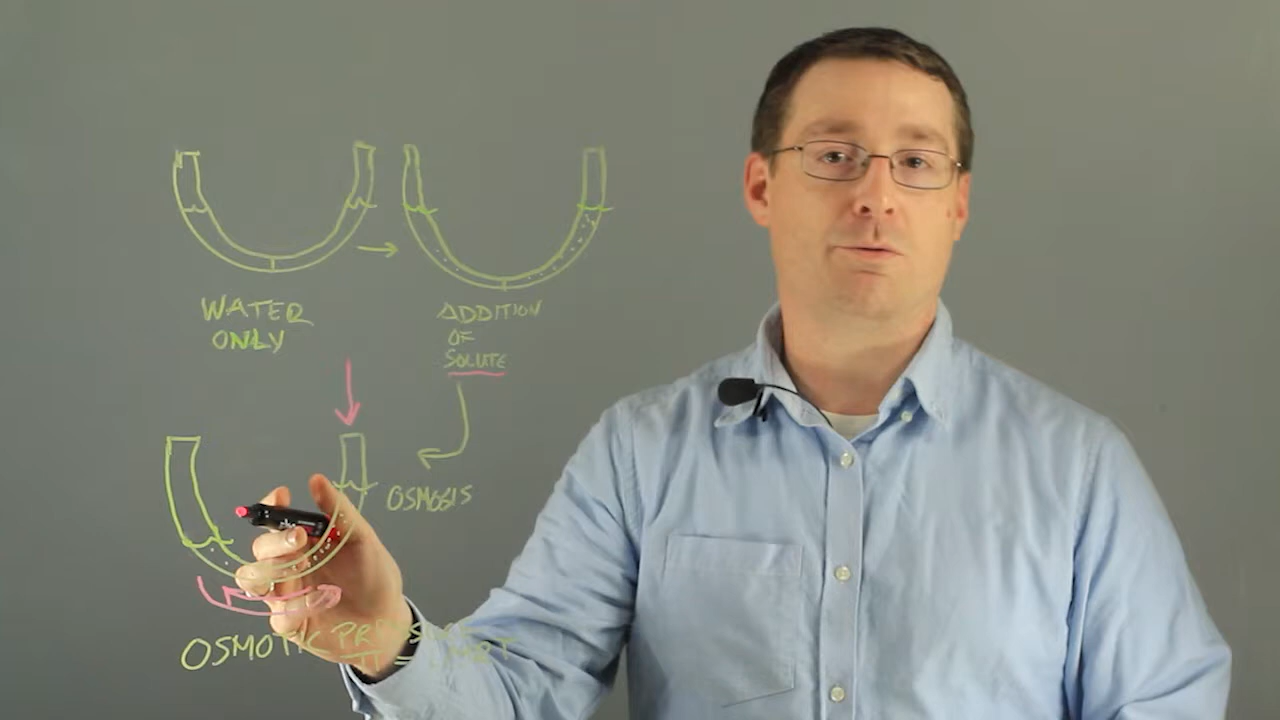 WATER
ONLY
ADDITION
OF
SOLUTE
OSMOSIS
OSMOTIC